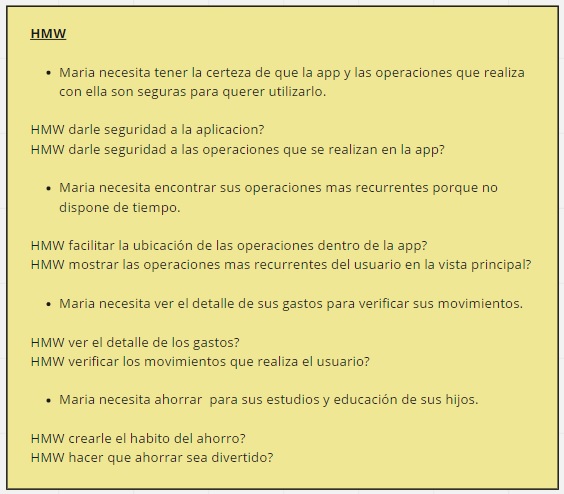 HMW
• Maria necesita tener la certeza de que la app y las operaciones que realiza
con ella son seguras para querer utilizarlo.
HMW darle seguridad a la aplicacion?
HMW darle seguridad a las operaciones que se realizan en la app?
• Maria necesita encontrar sus operaciones mas recurrentes porque no
dispone de tiempo.
HMW facilitar la ubicación de las operaciones dentro de la app?
HMW mostrar las operaciones mas recurrentes del usuario en la vista principal?
• Maria necesita ver el detalle de sus gastos para verificar sus movimientos.
HMW ver el detalle de los gastos?
HMW verificar los movimientos que realiza el usuario?
• Maria necesita ahorrar  para sus estudios y educación de sus hijos.
HMW crearle el habito del ahorro?
HMW hacer que ahorrar sea divertido?